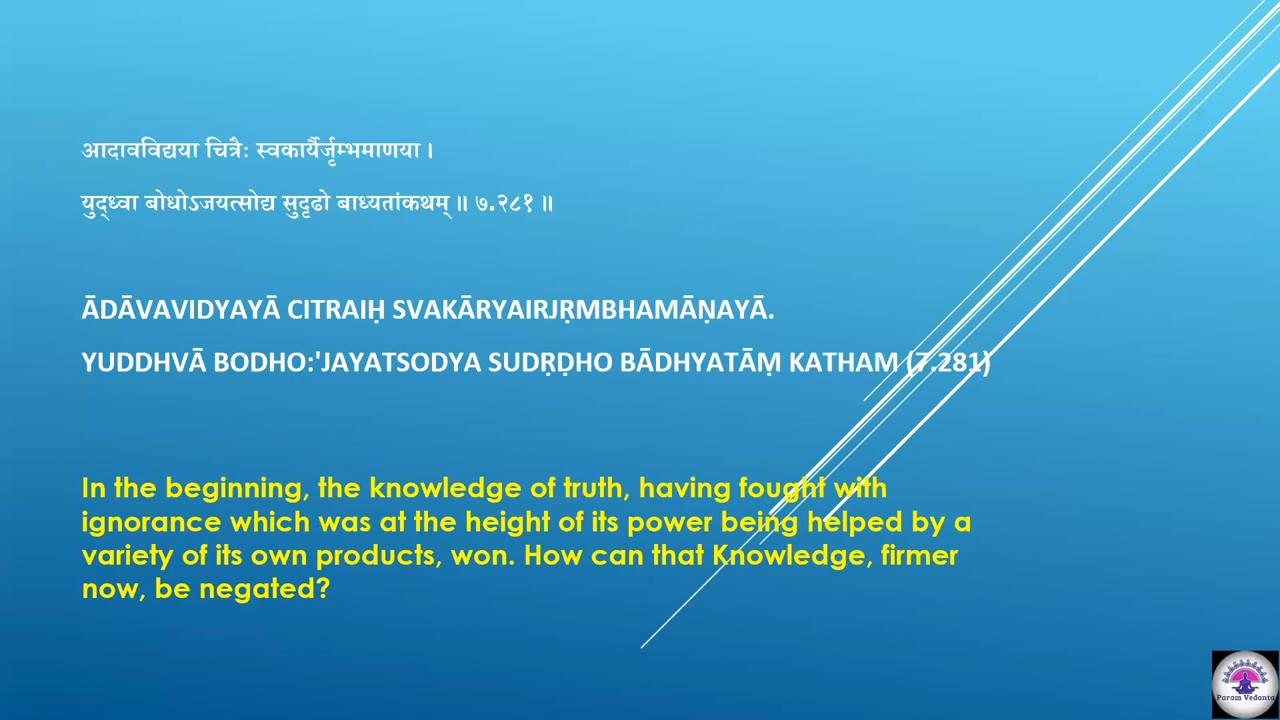 आदावविद्यया चित्रैः स्वकार्यैर्जृम्भमाणया ।
युद्ध्वा बोधोऽजयत्सोद्य सुदृढो बाध्यतांकथम् ॥ ७.२८१ ॥
ĀDĀVAVIDYAYĀ CITRAIḤ SVAKĀRYAIRJṚMBHAMĀṆAYĀ.
YUDDHVĀ BODHO:'JAYATSODYA SUDṚḌHO BĀDHYATĀṂ KATHAM (7.281)
In the beginning, the knowledge of truth, having fought with
ignorance which was at the height of its power being helped by a
variety of its own products, won. How can that Knowledge, firmer
now, be negated?
Param Vedanta